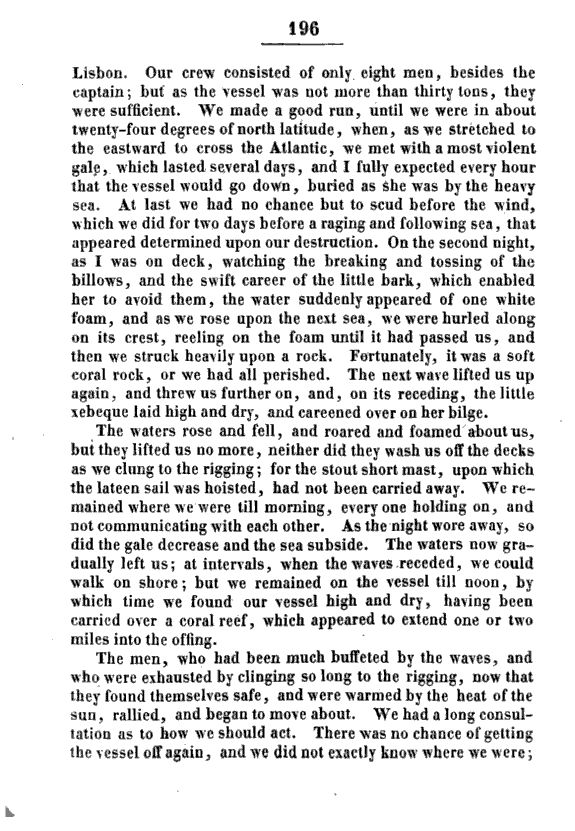 196
Lisbon. Our crew consisted of only eight men, besides the
captain; but as the vessel was not more than thirty tons, they
were sufficient. We made a good run, until we were in about
twenty-four degrees of north latitude, when, as we stretched to
the eastward to cross the Atlantic, we met with a most violent
gale, which lasted several days, and I fully expected every hour
that the vessel would go down, buried as she was by the heavy
sea. At last we had no chance but to scud before the wind,
which we did for two days before a raging and following sea, that
appeared determined upon our destruction. On the second night,
as I was on deck, watching the breaking and tossing of the
billows, and the swift career of the little bark, which enabled
her to avoid them, the water suddenly appeared of one white
foam, and as we rose upon the next sea, we were hurled along
on its crest, reeling on the foam until it had passed us, and
then we struck heavily upon a rock. Fortunately, it was a soft
coral rock, or we had all perished. The next wave lifted us up
again, and threw us further on, and, on its receding, the little
xebeque laid high and dry, and careened over on her bilge.
The waters rose and fell, and roared and foamed about us,
but they lifted us no more, neither did they wash us off the decks
as we clung to the rigging; for the stout short mast, upon which
the lateen sail was hoisted, had not been carried away. We re-
mained where we were till morning, every one holding on, and
not communicating with each other. As the night wore away, so
did the gale decrease and the sea subside. The waters now gra-
dually left us; at intervals, when the waves receded, we could
walk on shore; but we remained on the vessel till noon, by
which time we found our vessel high and dry, having been
carried over a coral reef, which appeared to extend one or two
miles into the offing.
The men, who had been much buffeted by the waves, and
who were exhausted by clinging so long to the rigging, now that
they found themselves safe, and were warmed by the heat of the
sun, rallied, and began to move about. We had a long consul-
tation as to how we should act. There was no chance of getting
the vessel off again, and we did not exactly know where we were;